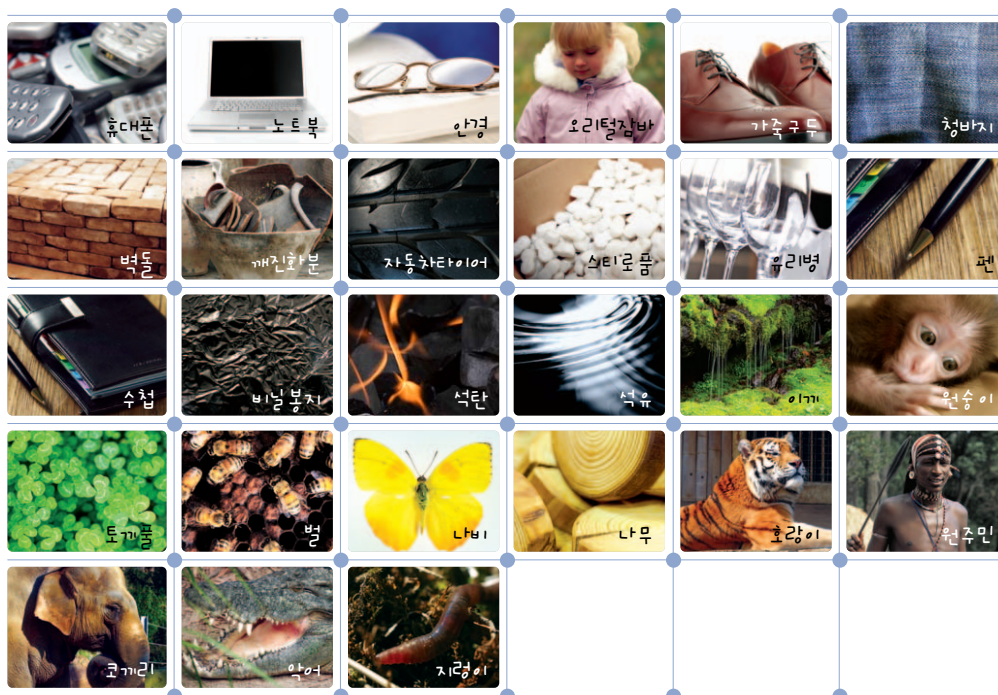 휴대폰
노트북
안경
오리털잠바
가죽구두
청바지
벽돌
깨진화분
자동차타이어
스티로폼
유리병
펜
수첩
비닐봉지
석탄
석유
이끼
원숭이
토끼풀
벌
나비
나무
호랑이
원주민
코끼리
악어
지렁이